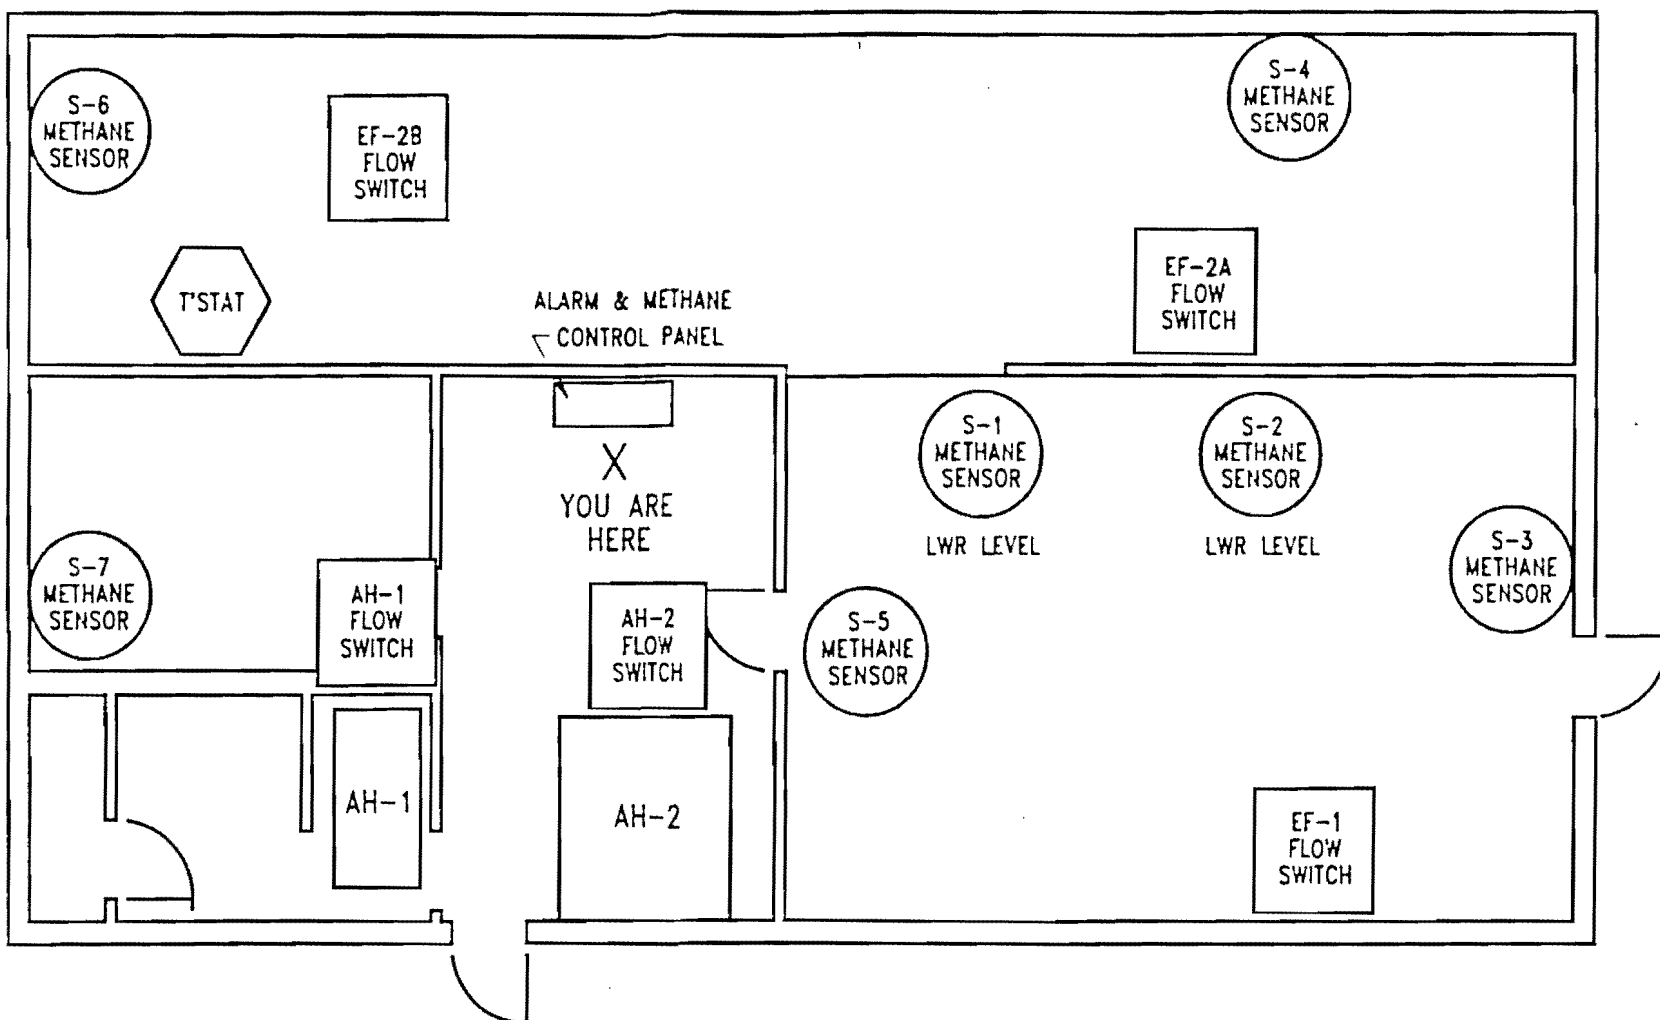 S-6
METHANE
SENSOR
EF-2B
FLOW
SWITCH
S-4
METHANE
SENSOR
T'STAT
ALARM & METHANE
CONTROL PANEL
EF-2A
FLOW
SWITCH
X
YOU ARE
HERE
S-1
METHANE
SENSOR
LWR LEVEL
S-2
METHANE
SENSOR
LWR LEVEL
S-3
METHANE
SENSOR
S-7
METHANE
SENSOR
AH-1
FLOW
SWITCH
AH-2
FLOW
SWITCH
S-5
METHANE
SENSOR
AH-1
AH-2
EF-1
FLOW
SWITCH